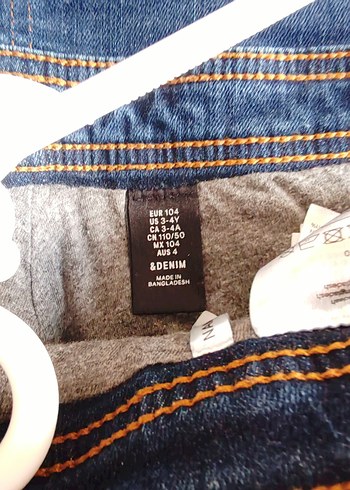 EUR 104
US 3-4Y
CA 3-4A
CN 110/50
MX 104
AUS 4
&DENIM
MADE IN
BANGLADESH
NA